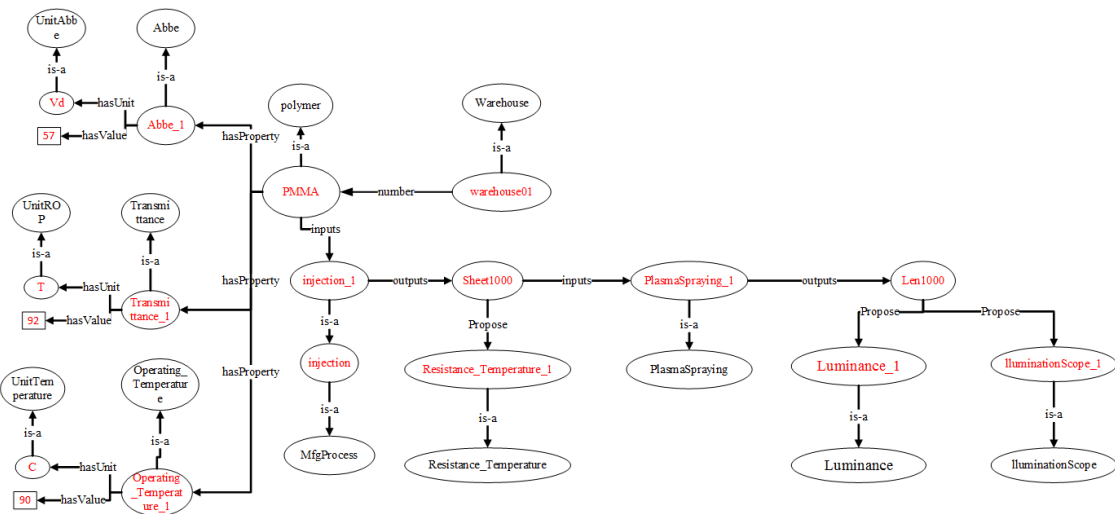 UnitAbb
e
Abbe
is-a
is-a
Vd
hasUnit
57
hasValue
Abbe_1
hasProperty
polymer
is-a
Warehouse
is-a
PMMA
number
warehouse01
UnitRO
P
Transmi
ttance
is-a
is-a
T
hasUnit
92
hasValue
Transmi
ttance_1
hasProperty
inputs
injection_1
outputs
Sheet1000
inputs
PlasmaSpraying_1
outputs
Len1000
is-a
Propose
is-a
Propose
Propose
injection
Resistance_Temperature_1
PlasmaSpraying
Luminance_1
IluminationScope_1
is-a
is-a
is-a
is-a
MfgProcess
Resistance_Temperature
Luminance
IluminationScope
hasProperty
UnitTem
perature
Operating_
Temperatur
e
is-a
is-a
C
hasUnit
90
hasValue
Operating
_Temperat
ure_1